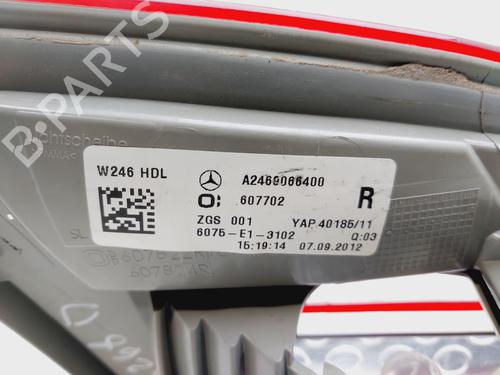 B-PARTS
W246 HDL
A2469066400
607702
R
ZGS 001
YAP 40185/11
6075-E1-3102
Q:03
15:19:14 07.09.2012
607824R